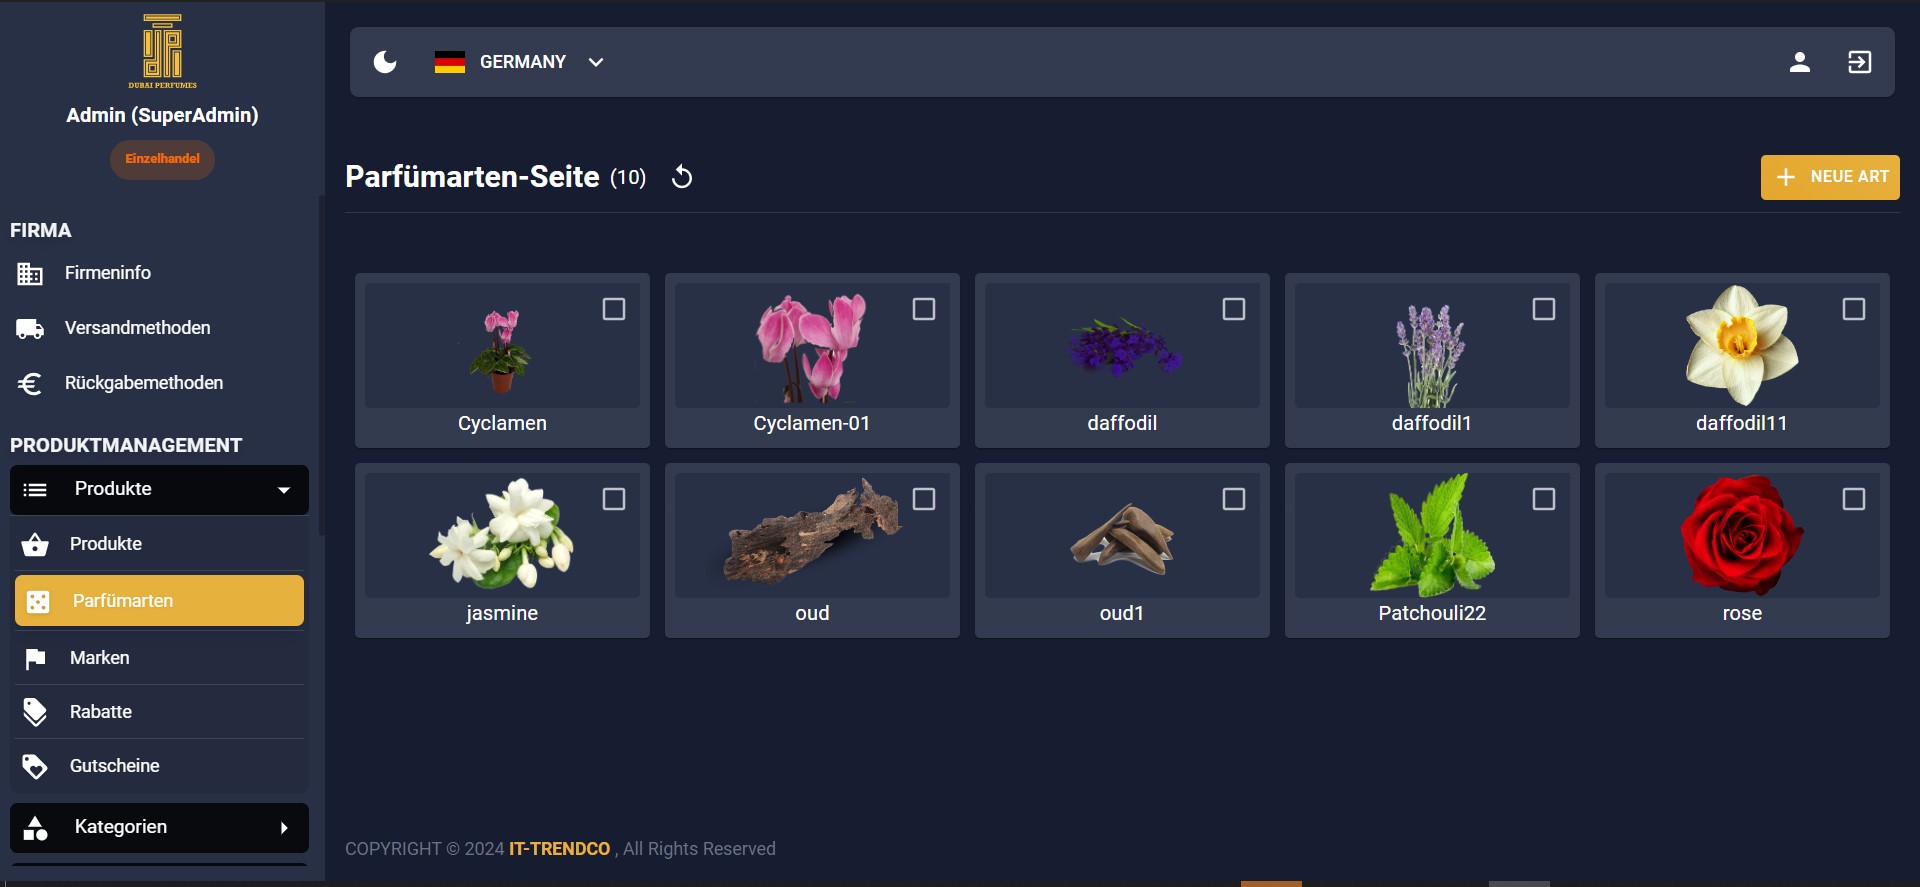 DUBAI PERFUMES
Admin (SuperAdmin)
Einzelhandel
FIRMA
Firmeninfo
Versandmethoden
Rückgabemethoden
PRODUKTMANAGEMENT
Produkte
Produkte
Parfümarten
Marken
Rabatte
Gutscheine
Kategorien
GERMANY
Parfümarten-Seite (10)
NEUE ART
Cyclamen
Cyclamen-01
daffodil
daffodil1
daffodil11
jasmine
oud
oud1
Patchouli22
rose
COPYRIGHT © 2024 IT-TRENDCO , All Rights Reserved